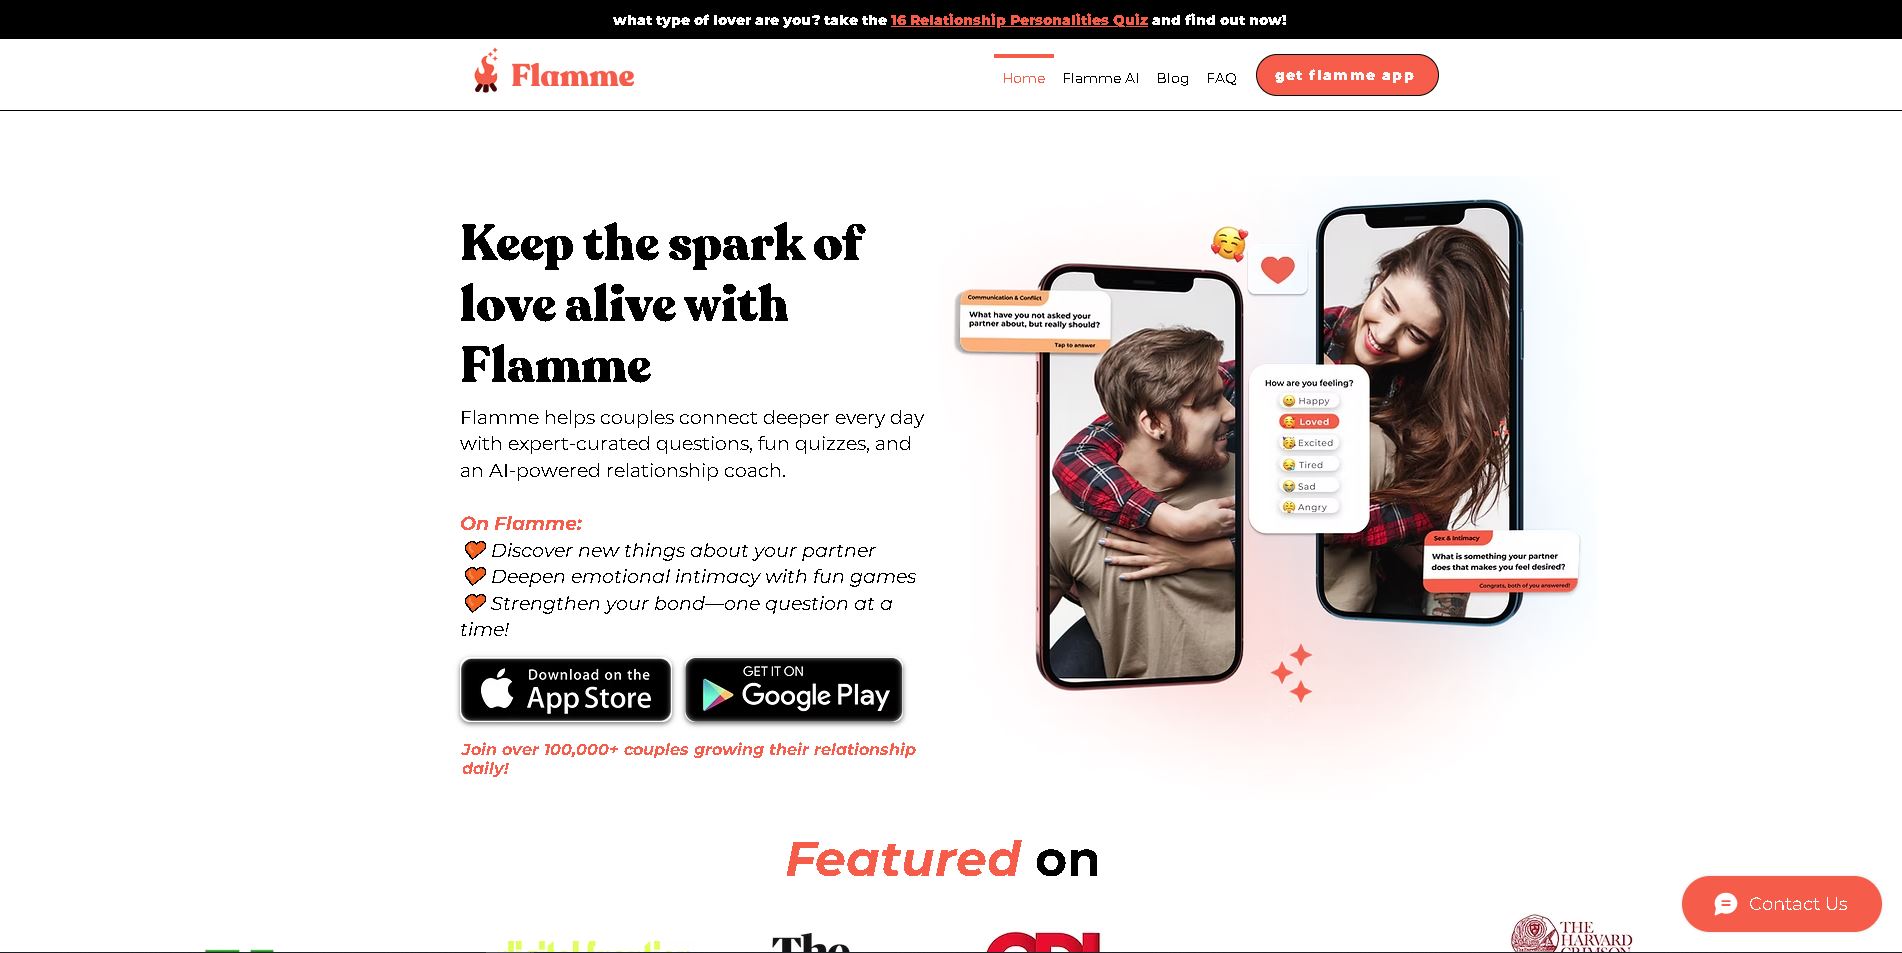 what type of lover are you? take the 16 Relationship Personalities Quiz and find out now!
Flamme
Home
Flamme AI
Blog
FAQ
get flamme app
Keep the spark of
love alive with
Flamme
Flamme helps couples connect deeper every day
with expert-curated questions, fun quizzes, and
an AI-powered relationship coach.
On Flamme:
Discover new things about your partner
Deepen emotional intimacy with fun games
Strengthen your bond—one question at a
time!
Download on the
App Store
GET IT ON
Google Play
Join over 100,000+ couples growing their relationship
daily!
Communication & Conflict
What have you not asked your
partner about, but really should?
Tap to answer
How are you feeling?
Happy
Loved
Excited
Tired
Sad
Angry
Sex & Intimacy
What is something your partner
does that makes you feel desired?
Congrats, both of you answered!
Featured on
The
THE
HARVARD
CRIMSON
Contact Us